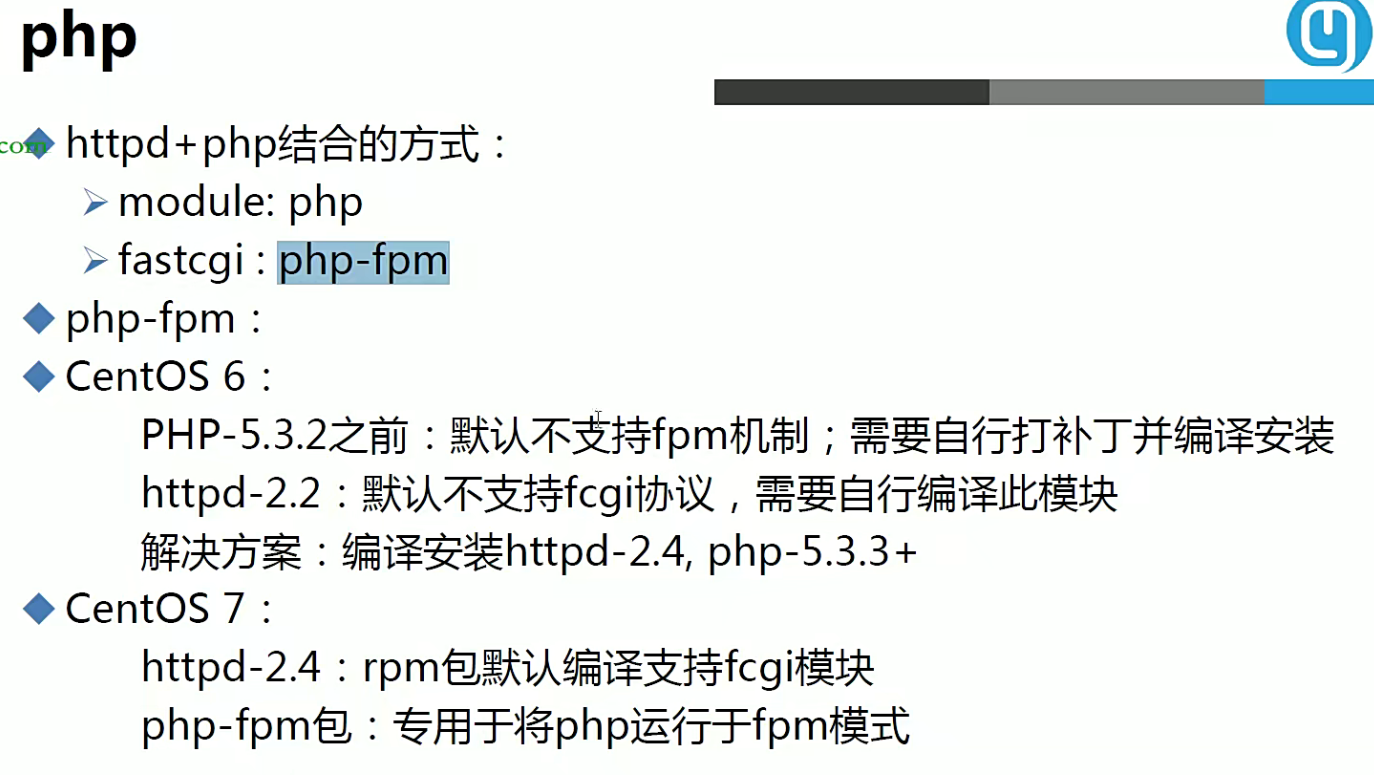 php
com
httpd+php结合的方式：
module: php
fastcgi : php-fpm
php-fpm：
CentOS 6：
PHP-5.3.2之前：默认不支持fpm机制；需要自行打补丁并编译安装
httpd-2.2：默认不支持fcgi协议，需要自行编译此模块
解决方案：编译安装httpd-2.4, php-5.3.3+
CentOS 7：
httpd-2.4：rpm包默认编译支持fcgi模块
php-fpm包：专用于将php运行于fpm模式